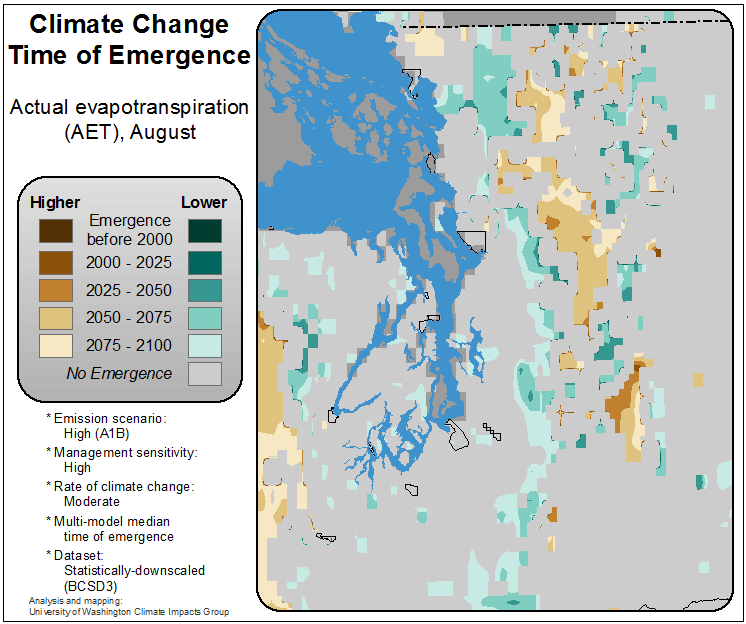 Climate Change
Time of Emergence
Actual evapotranspiration
(AET), August
Higher
Lower
Emergence
before 2000
2000 - 2025
2025 - 2050
2050 - 2075
2075 - 2100
No Emergence
* Emission scenario:
High (A1B)
* Management sensitivity:
High
* Rate of climate change:
Moderate
* Multi-model median
time of emergence
* Dataset:
Statistically-downscaled
(BCSD3)
Analysis and mapping:
University of Washington Climate Impacts Group